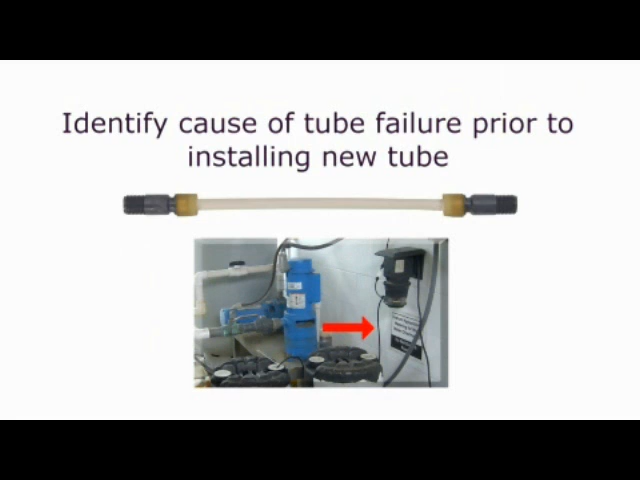 Identify cause of tube failure prior to
installing new tube